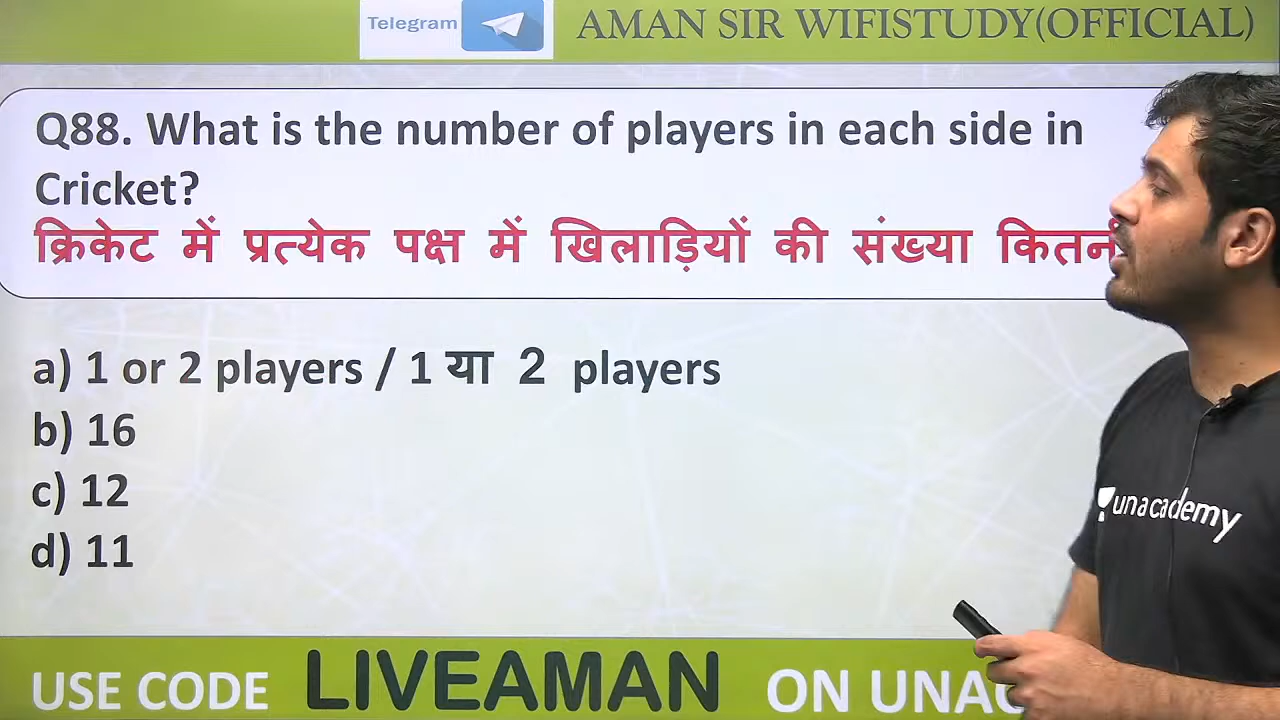 Telegram
AMAN SIR WIFISTUDY(OFFICIAL)
Q88. What is the number of players in each side in
Cricket?
क्रिकेट में प्रत्येक पक्ष में खिलाड़ियों की संख्या
a) 1 or 2 players / 1 या 2 players
b) 16
c) 12
d) 11
unacademy
USE CODE LIVEAMAN ON